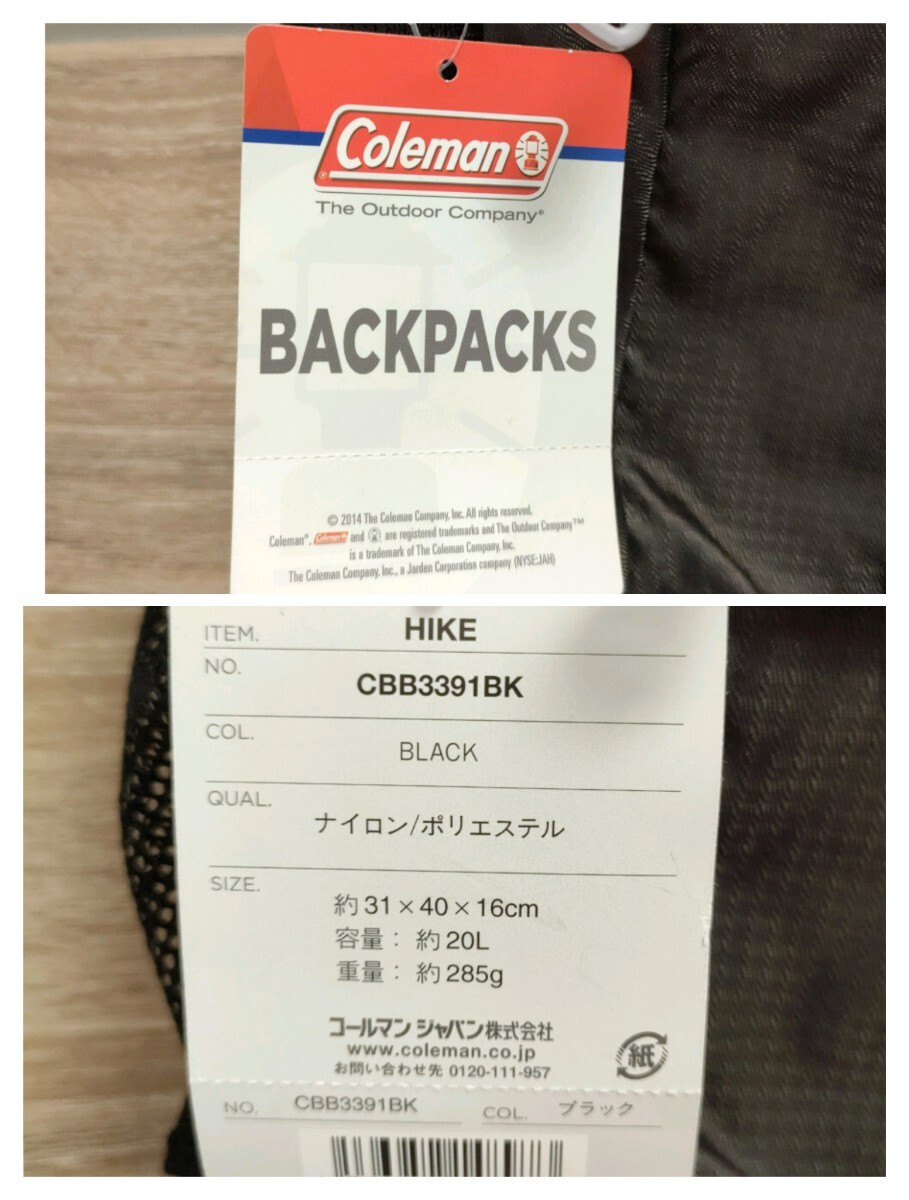 Coleman
The Outdoor Company®
BACKPACKS
© 2014 The Coleman Company, Inc. All rights reserved.
Coleman®, Coleman® and are registered trademarks and The Outdoor Company™
is a trademark of The Coleman Company, Inc.
The Coleman Company, Inc., a Jarden Corporation company (NYSE:JAH)
ITEM. HIKE
NO. CBB3391BK
COL. BLACK
QUAL. ナイロン/ポリエステル
SIZE. 約31×40×16cm
容量：約20L
重量：約285g
コールマン ジャパン株式会社
www.coleman.co.jp
お問い合わせ先 0120-111-957
紙
NO. CBB3391BK COL. ブラック